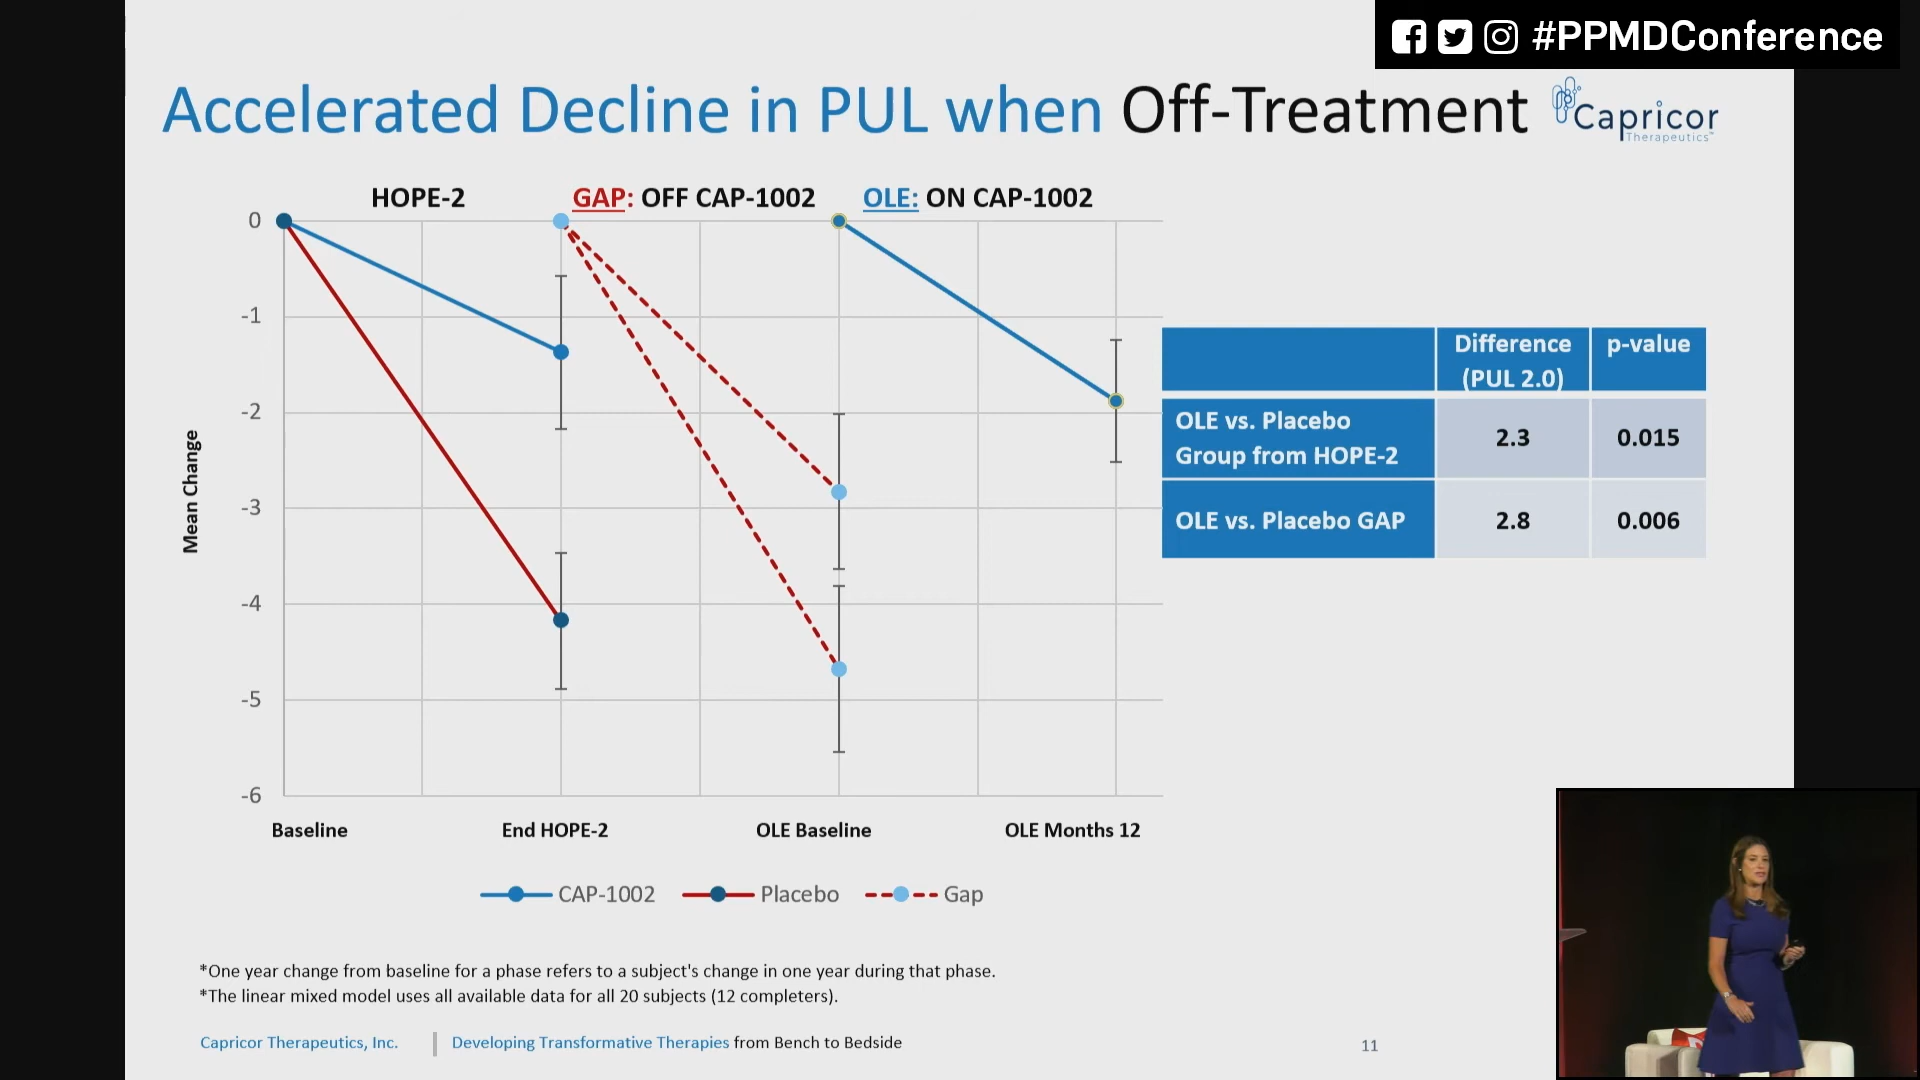 #PPMDConference
Accelerated Decline in PUL when Off-Treatment
Capricor
Therapeutics™
HOPE-2
GAP: OFF CAP-1002
OLE: ON CAP-1002
0
-1
-2
-3
-4
-5
-6
Mean Change
Baseline
End HOPE-2
OLE Baseline
OLE Months 12
CAP-1002
Placebo
Gap
Difference
(PUL 2.0)
p-value
OLE vs. Placebo
Group from HOPE-2
2.3
0.015
OLE vs. Placebo GAP
2.8
0.006
*One year change from baseline for a phase refers to a subject's change in one year during that phase.
*The linear mixed model uses all available data for all 20 subjects (12 completers).
Capricor Therapeutics, Inc. | Developing Transformative Therapies from Bench to Bedside
11